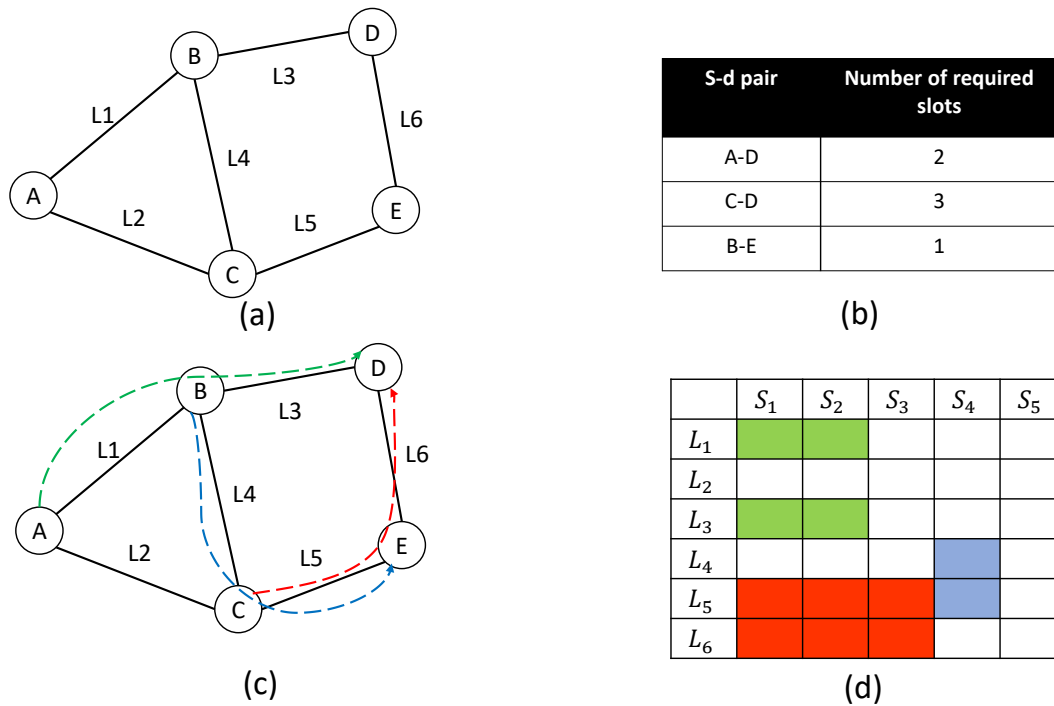 B
D
L3
L1
L6
L4
A
L2
L5
E
C
(a)
S-d pair Number of required
slots
A-D 2
C-D 3
B-E 1
(b)
D
B
L3
L1
L6
L4
A
L2
L5
E
C
(c)
S1 S2 S3 S4 S5
L1
L2
L3
L4
L5
L6
(d)